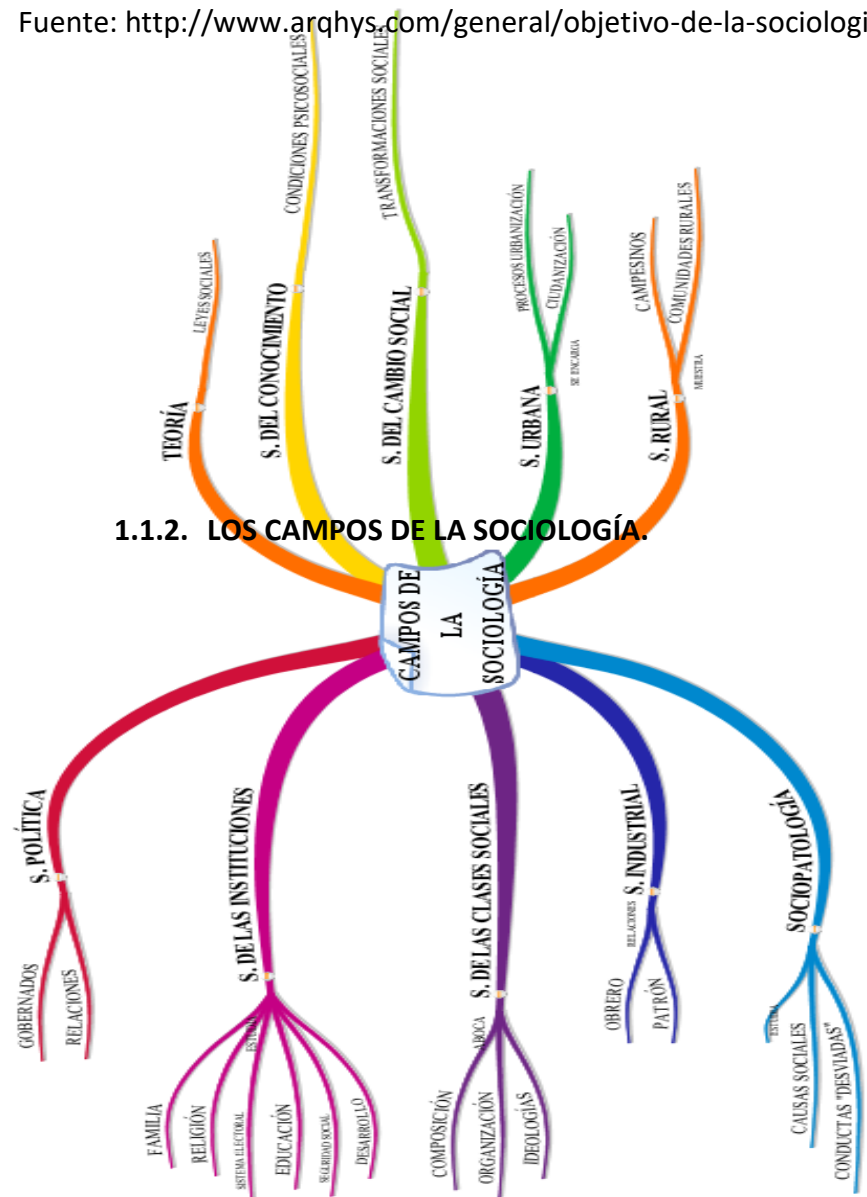 Fuente: http://www.arqhys.com/general/objetivo-de-la-sociologi
1.1.2. LOS CAMPOS DE LA SOCIOLOGÍA.
CAMPOS DE
LA
SOCIOLOGÍA
TEORÍA
LEYES SOCIALES
S. DEL CONOCIMIENTO
CONDICIONES PSICOSOCIALES
S. DEL CAMBIO SOCIAL
TRANSFORMACIONES SOCIALES
S. URBANA
SE ENCARGA
PROCESOS URBANIZACIÓN
CIUDANIZACIÓN
S. RURAL
MUESTRA
CAMPESINOS
COMUNIDADES RURALES
S. POLÍTICA
GOBERNADOS
RELACIONES
S. DE LAS INSTITUCIONES
ESTUDIA
FAMILIA
RELIGIÓN
SISTEMA ELECTORAL
EDUCACIÓN
SEGURIDAD SOCIAL
DESARROLLO
S. DE LAS CLASES SOCIALES
ABOCA
COMPOSICIÓN
ORGANIZACIÓN
IDEOLOGÍAS
S. INDUSTRIAL
RELACIONES
OBRERO
PATRÓN
SOCIOPATOLOGÍA
ESTUDIA
CAUSAS SOCIALES
CONDUCTAS "DESVIADAS"